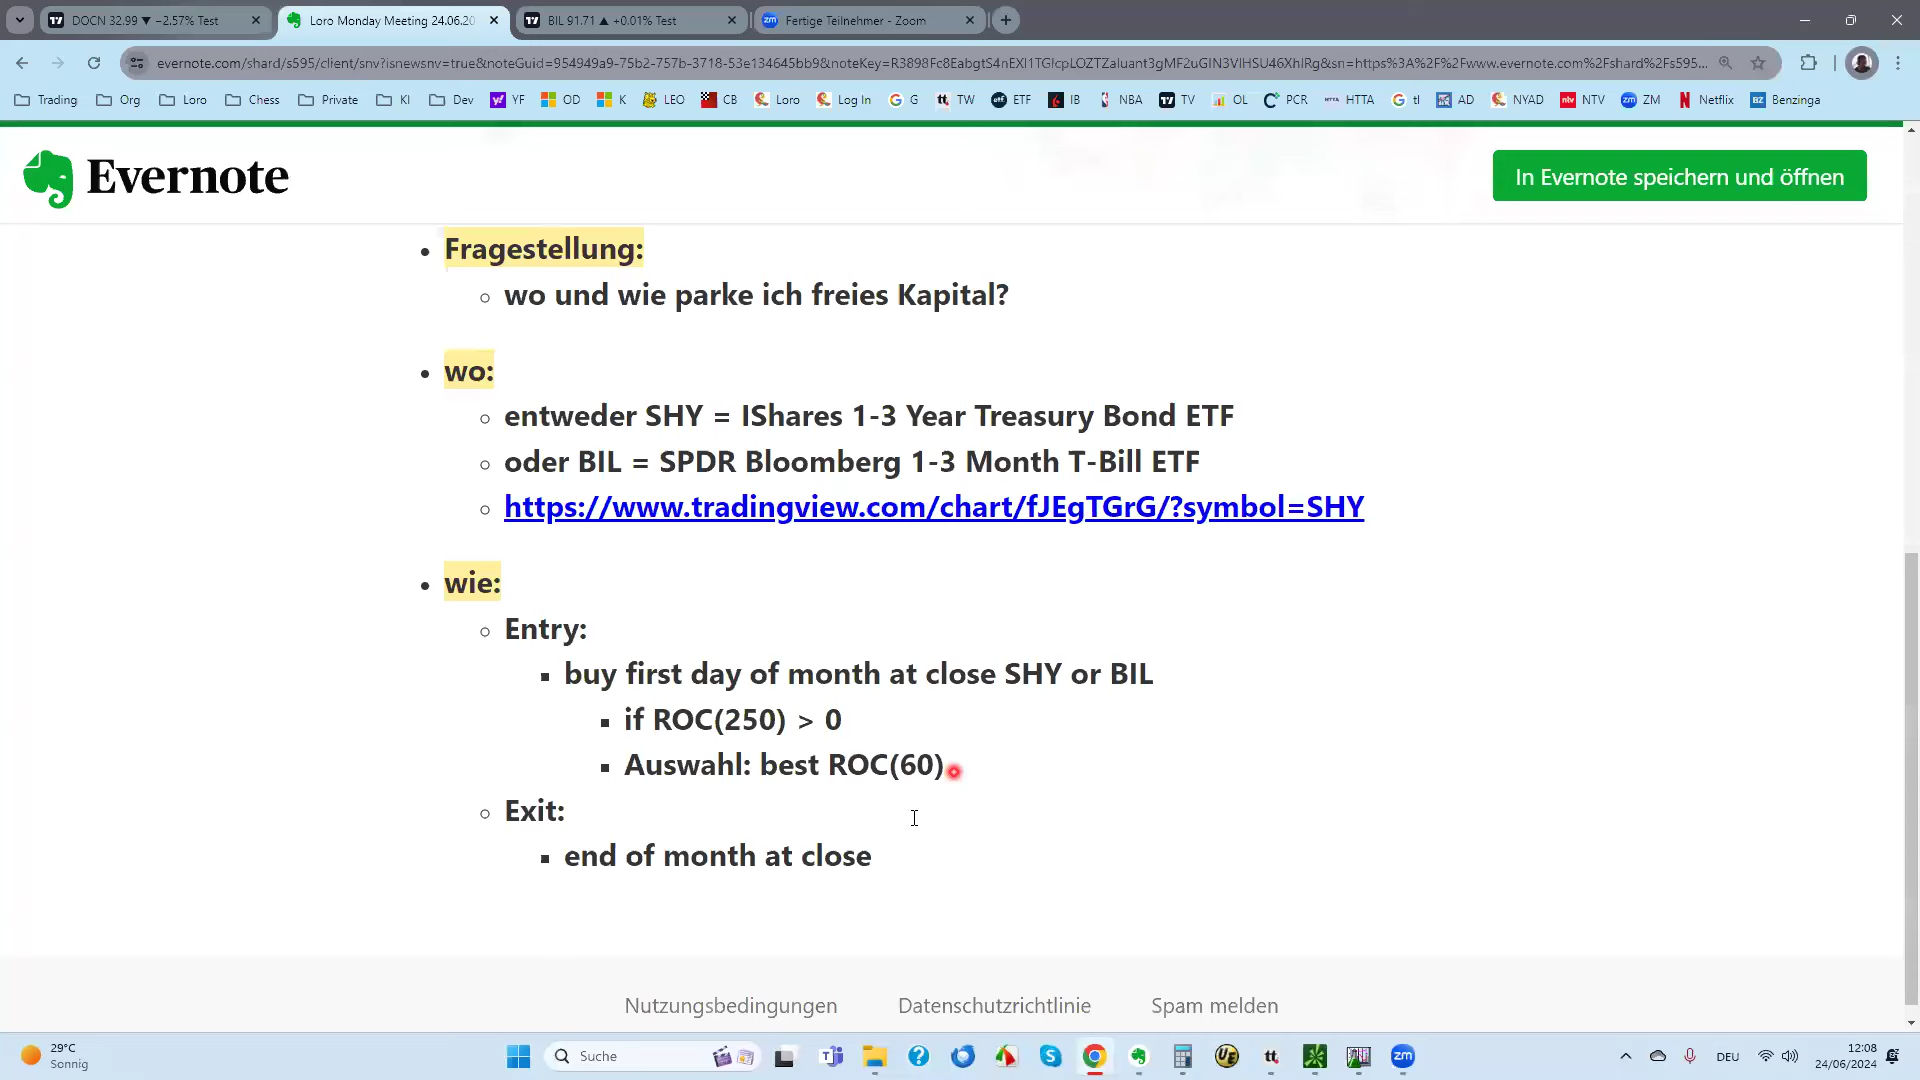 DOCN 32.99 ▼ −2.57% Test
Loro Monday Meeting 24.06.20
BIL 91.71 ▲ +0.01% Test
Fertige Teilnehmer - Zoom
Trading
Org
Loro
Chess
Private
KI
Dev
YF
OD
K
LEO
CB
Loro
Log In
G
TW
ETF
IB
NBA
TV
OL
PCR
HTTA
tl
AD
NYAD
NTV
ZM
Netflix
Benzinga
Evernote
In Evernote speichern und öffnen
Fragestellung:
wo und wie parke ich freies Kapital?
wo:
entweder SHY = IShares 1-3 Year Treasury Bond ETF
oder BIL = SPDR Bloomberg 1-3 Month T-Bill ETF
https://www.tradingview.com/chart/fJEgTGrG/?symbol=SHY
wie:
Entry:
buy first day of month at close SHY or BIL
if ROC(250) > 0
Auswahl: best ROC(60)
Exit:
end of month at close
Nutzungsbedingungen
Datenschutzrichtlinie
Spam melden
29°C
Sonnig
Suche
DEU
12:08
24/06/2024